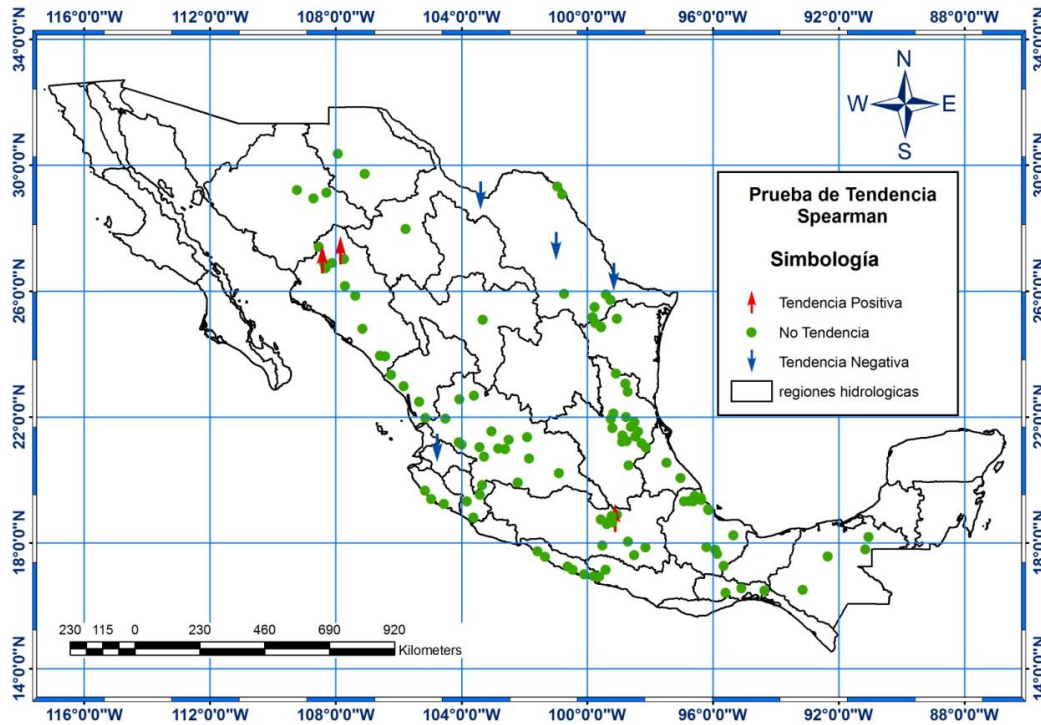 116°0'0"W 112°0'0"W 108°0'0"W 104°0'0"W 100°0'0"W 96°0'0"W 92°0'0"W 88°0'0"W
34°0'0"N 34°0'0"N
N
W E
S
30°0'0"N 30°0'0"N
Prueba de Tendencia
Spearman
Simbología
Tendencia Positiva
No Tendencia
Tendencia Negativa
regiones hidrologicas
26°0'0"N 26°0'0"N
22°0'0"N 22°0'0"N
18°0'0"N 18°0'0"N
230 115 0 230 460 690 920
Kilometers
14°0'0"N 14°0'0"N
116°0'0"W 112°0'0"W 108°0'0"W 104°0'0"W 100°0'0"W 96°0'0"W 92°0'0"W 88°0'0"W